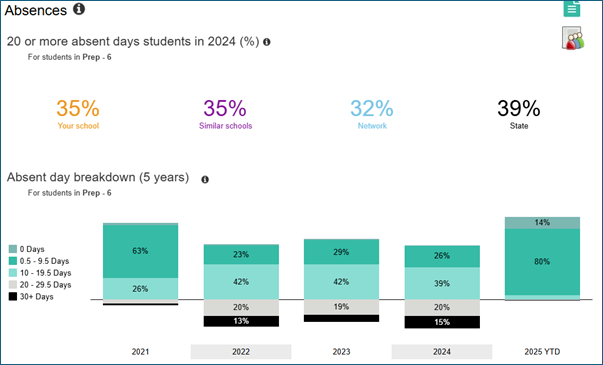 Absences
20 or more absent days students in 2024 (%)
For students in Prep - 6
35% 35% 32% 39%
Your school Similar schools Network State
Absent day breakdown (5 years)
For students in Prep - 6
0 Days
0.5 - 9.5 Days
10 - 19.5 Days
20 - 29.5 Days
30+ Days
63% 23% 29% 26% 14% 80%
26% 42% 42% 39%
20% 19% 20%
13% 15%
2021 2022 2023 2024 2025 YTD